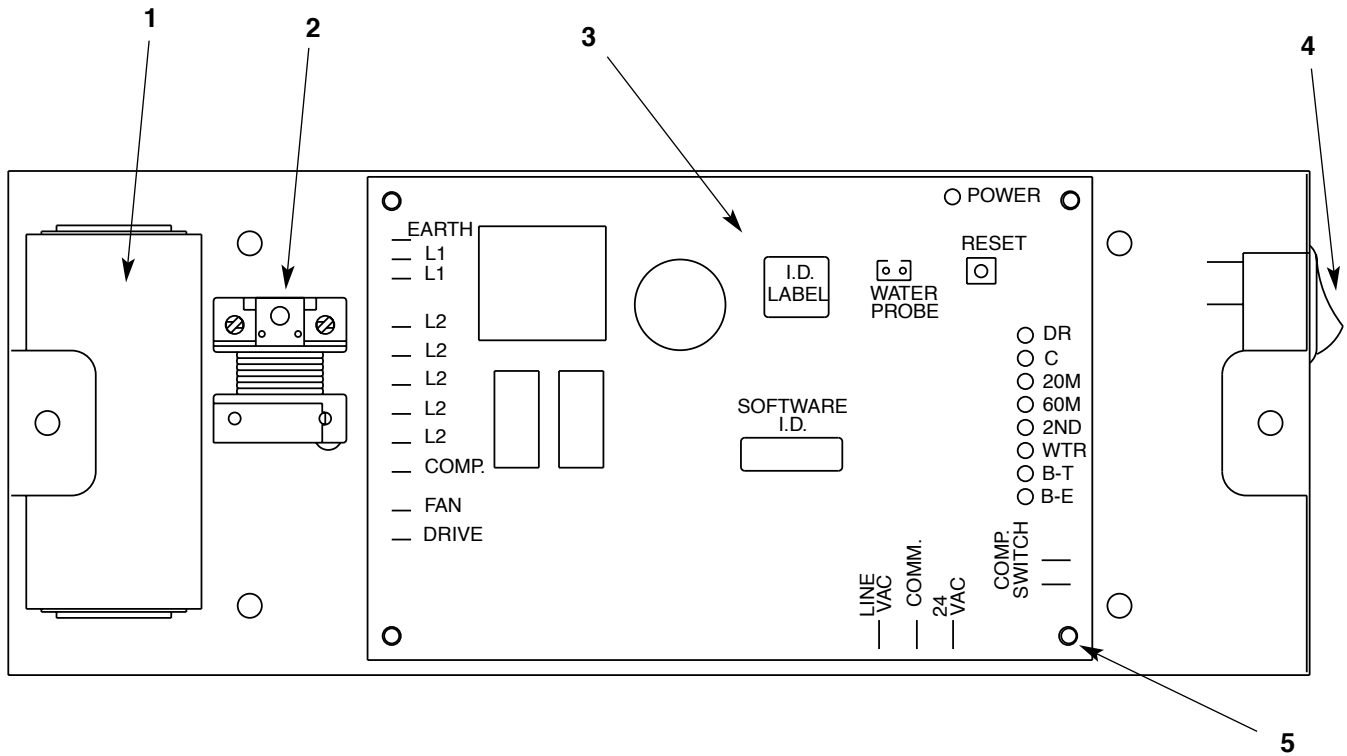 1
2
3
4
POWER
EARTH
L1
L1
L2
L2
L2
L2
L2
COMP.
FAN
DRIVE
I.D.
LABEL
WATER
PROBE
RESET
SOFTWARE
I.D.
DR
C
20M
60M
2ND
WTR
B-T
B-E
COMP.
SWITCH
LINE
VAC
COMM.
24
VAC
5